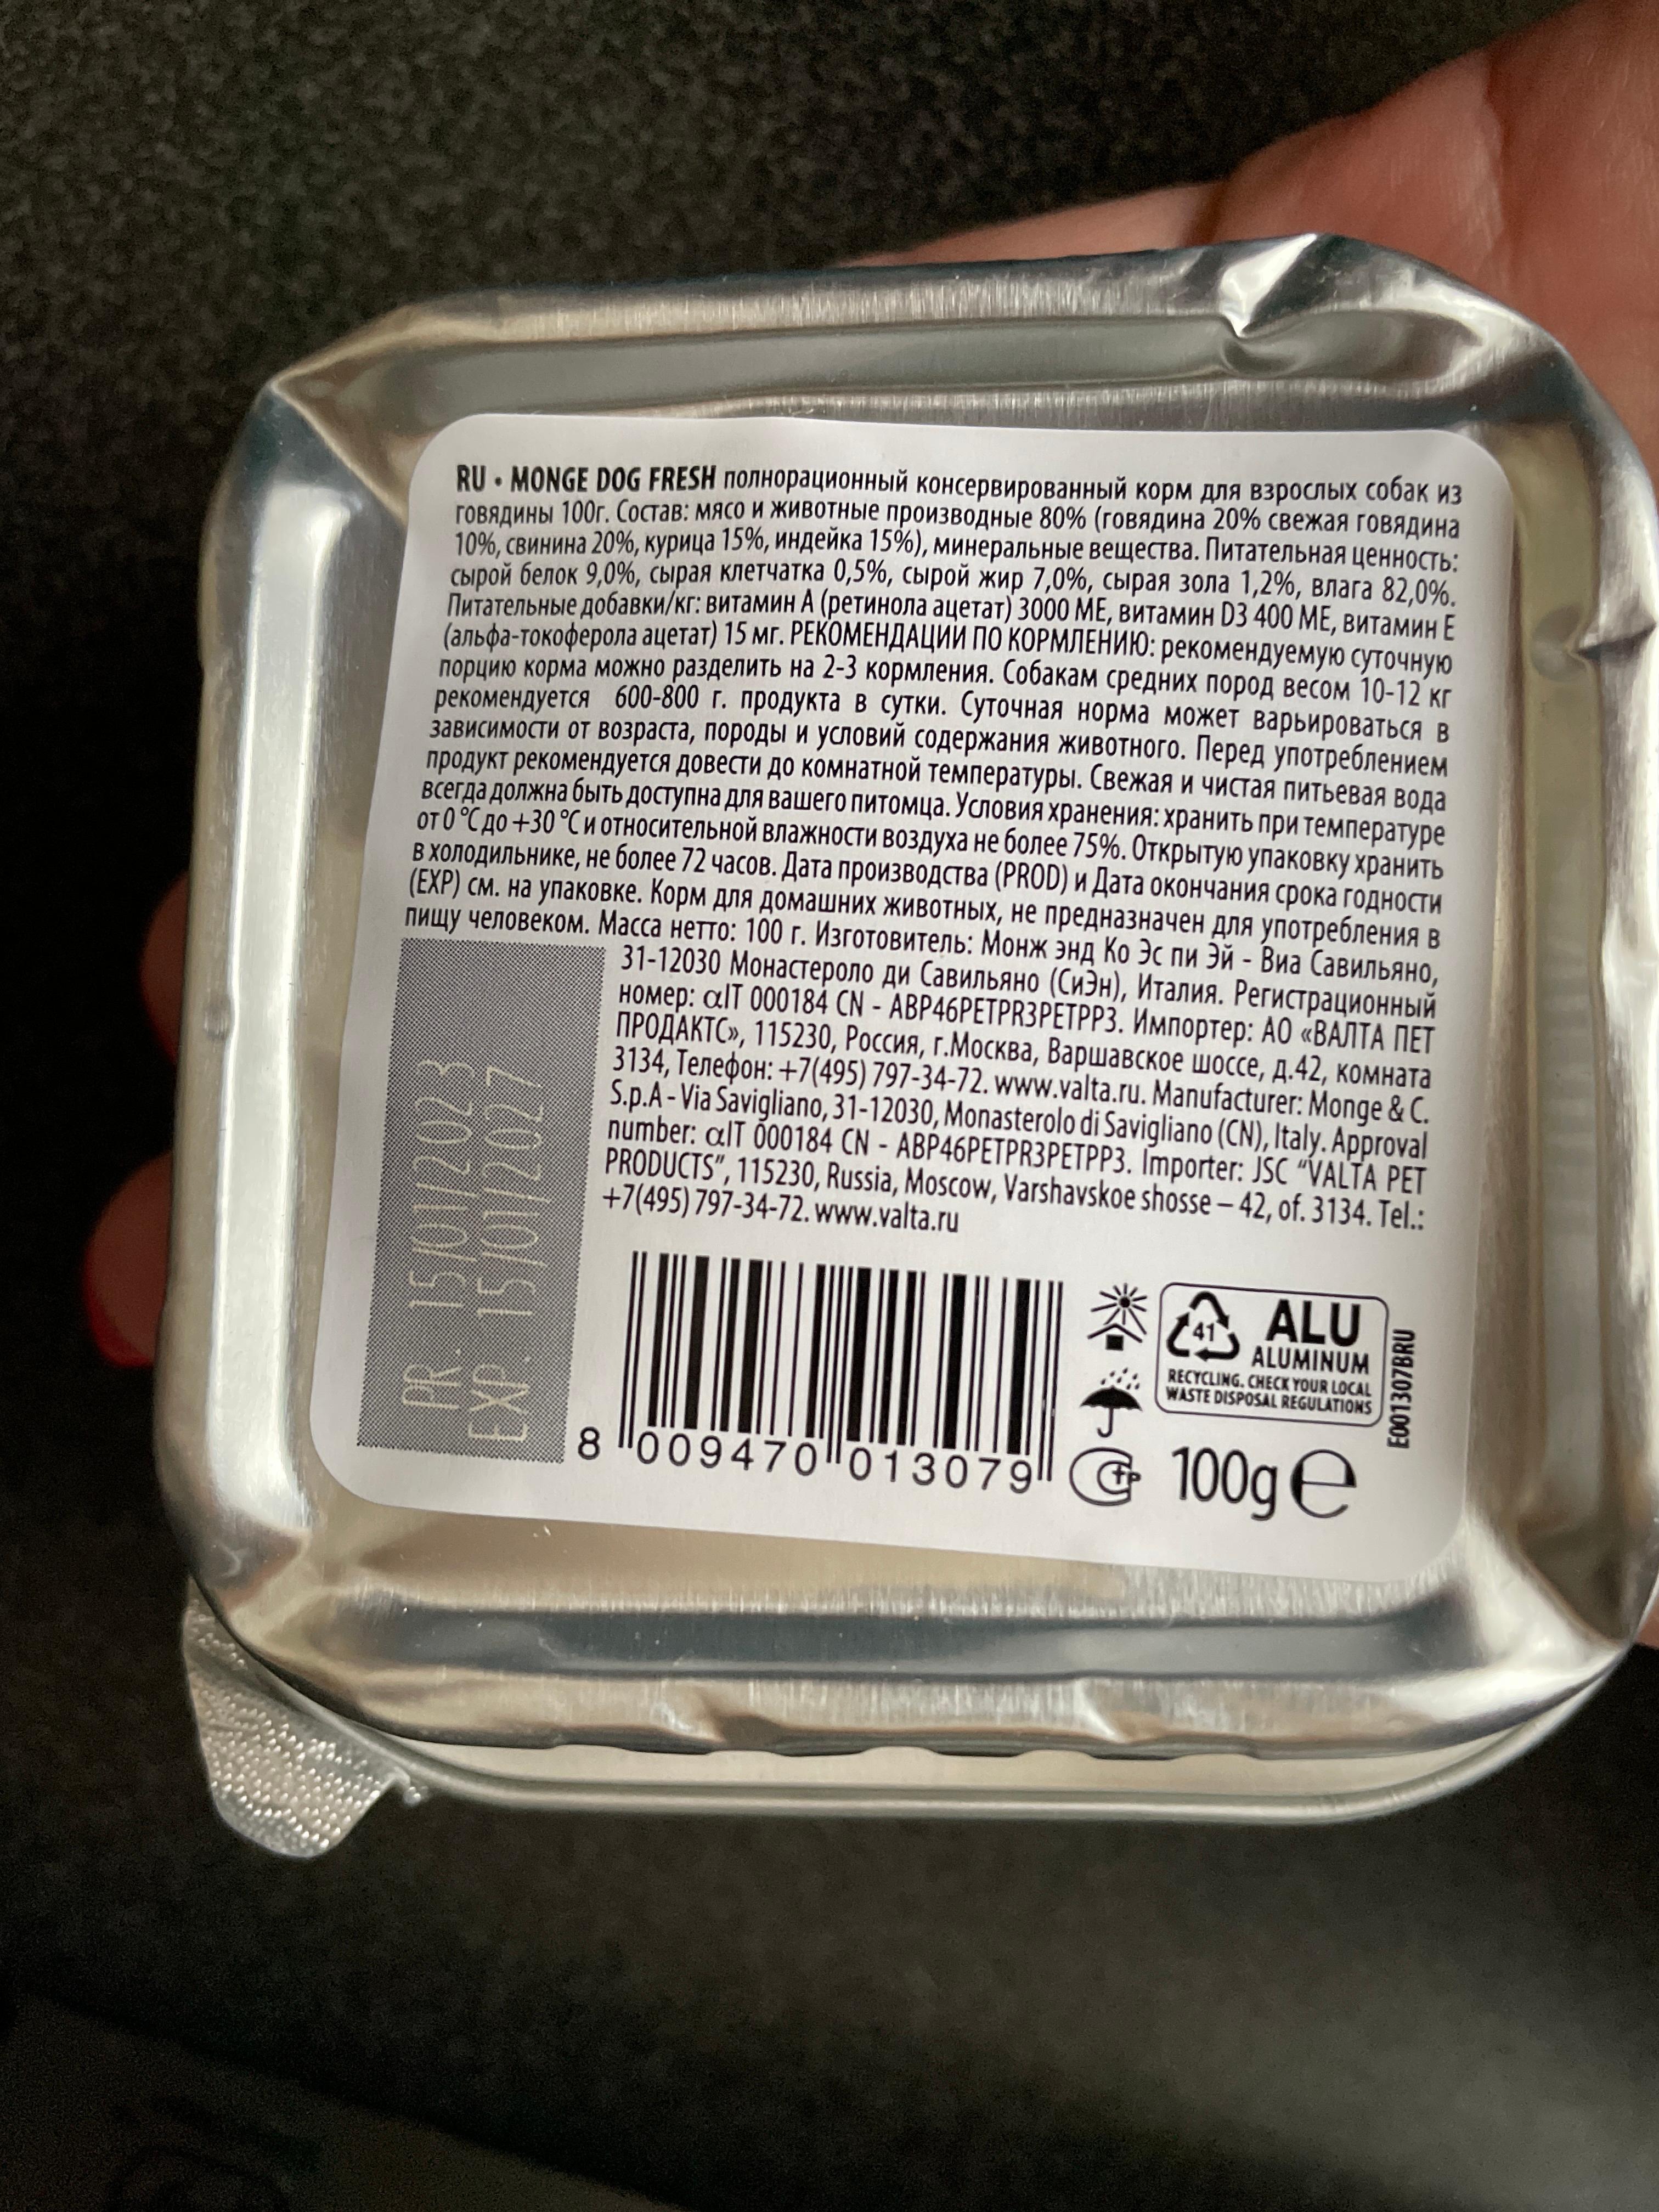 RU • MONGE DOG FRESH полнорационный консервированный корм для взрослых собак из
говядины 100г. Состав: мясо и животные производные 80% (говядина 20% свежая говядина
10%, свинина 20%, курица 15%, индейка 15%), минеральные вещества. Питательная ценность:
сырой белок 9,0%, сырая клетчатка 0,5%, сырой жир 7,0%, сырая зола 1,2%, влага 82,0%.
Питательные добавки/кг: витамин А (ретинола ацетат) 3000 МЕ, витамин D3 400 МЕ, витамин Е
(альфа-токоферола ацетат) 15 мг. РЕКОМЕНДАЦИИ ПО КОРМЛЕНИЮ: рекомендуемую суточную
порцию корма можно разделить на 2-3 кормления. Собакам средних пород весом 10-12 кг
рекомендуется 600-800 г. продукта в сутки. Суточная норма может варьироваться в
зависимости от возраста, породы и условий содержания животного. Перед употреблением
продукт рекомендуется довести до комнатной температуры. Свежая и чистая питьевая вода
всегда должна быть доступна для вашего питомца. Условия хранения: хранить при температуре
от 0 °С до +30 °С и относительной влажности воздуха не более 75%. Открытую упаковку хранить
в холодильнике, не более 72 часов. Дата производства (PROD) и Дата окончания срока годности
(EXP) см. на упаковке. Корм для домашних животных, не предназначен для употребления в
пищу человеком. Масса нетто: 100 г. Изготовитель: Монж энд Ко Эс пи Эй - Виа Савильяно,
31-12030 Монастероло ди Савильяно (СиЭн), Италия. Регистрационный
номер: αIT 000184 CN - ABP46PETPR3PETPP3. Импортер: АО «ВАЛТА ПЕТ
ПРОДАКТС», 115230, Россия, г.Москва, Варшавское шоссе, д.42, комната
3134, Телефон: +7(495) 797-34-72. www.valta.ru. Manufacturer: Monge & C.
S.p.A - Via Savigliano, 31-12030, Monasterolo di Savigliano (CN), Italy. Approval
number: αIT 000184 CN - ABP46PETPR3PETPP3. Importer: JSC “VALTA PET
PRODUCTS”, 115230, Russia, Moscow, Varshavskoe shosse – 42, of. 3134. Tel.:
+7(495) 797-34-72. www.valta.ru
PR. 15/01/2023
EXP. 15/01/2027
8 009470 013079
41
ALU
ALUMINUM
RECYCLING. CHECK YOUR LOCAL
WASTE DISPOSAL REGULATIONS
E01307BRU
100g e